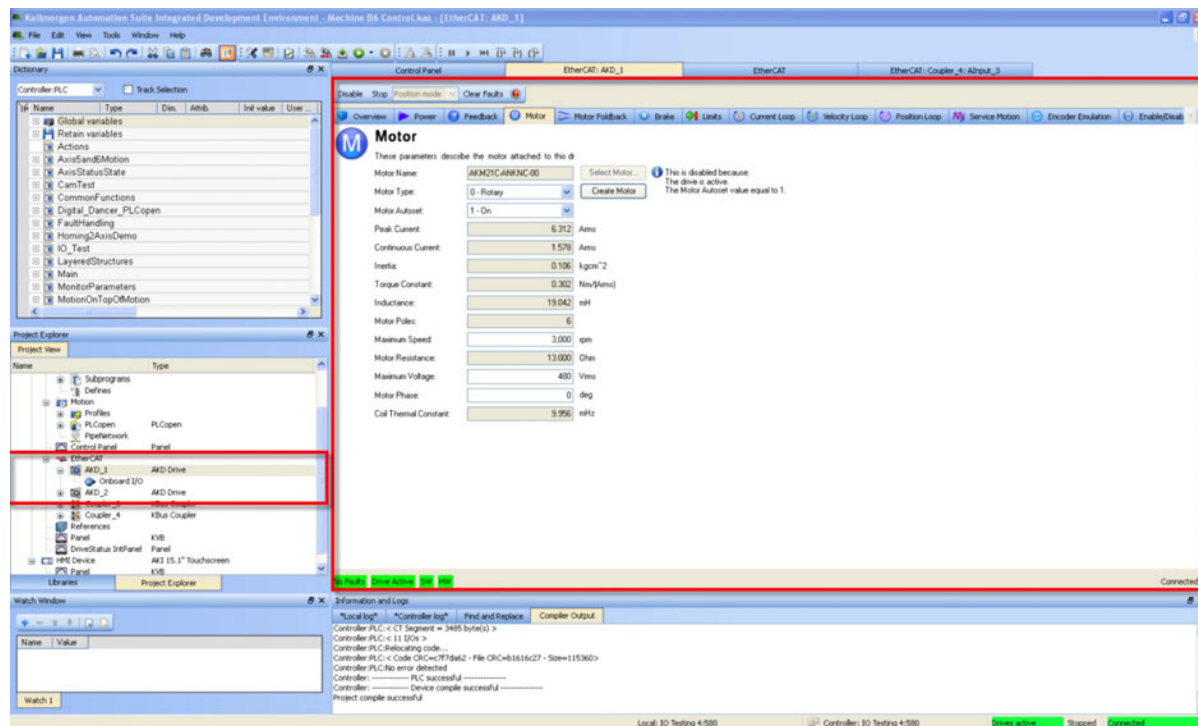 Kollmorgen Automation Suite Integrated Development Environment - Machine D6 Control.kas - [EtherCAT: AKD_1]
File Edit View Tools Window Help
Dictionary
Control Panel EtherCAT: AKD_1 EtherCAT EtherCAT: Coupler_4: AInput_3
Controller:PLC Track Selection
Name Type Dim. Attrib. Init value User ...
Global variables
Retain variables
Actions
Axis5and6Motion
AxisStatusState
CamTest
CommonFunctions
Digital_Dancer_PLCopen
FaultHandling
Homing2AxisDemo
IO_Test
LayeredStructures
Main
MonitorParameters
MotionOnTopOfMotion
Project Explorer
Project View
Name Type
Subprograms
Defines
Motion
Profiles
PLCopen PLCopen
PipeNetwork
Control Panel Panel
EtherCAT
AKD_1 AKD Drive
Onboard I/O
AKD_2 AKD Drive
KBus Coupler
Coupler_4 KBus Coupler
References
Panel KVB
DriveStatus IntPanel Panel
HMI Device AKI 15.1" Touchscreen
Panel KVB
Libraries Project Explorer
Disable Stop Position mode Clear Faults
Overview Power Feedback Motor Motor Foldback Brake Limits Current Loop Velocity Loop Position Loop Service Motion Encoder Emulation Enable/Disab
M Motor
These parameters describe the motor attached to this dr
Motor Name: AKM21C-ANKNC-00 Select Motor... This is disabled because:
The drive is active.
The Motor Autoset value equal to 1.
Motor Type: 0 - Rotary Create Motor
Motor Autoset: 1 - On
Peak Current: 6.312 Arms
Continuous Current: 1.578 Arms
Inertia: 0.106 kgcm^2
Torque Constant: 0.302 Nm/(Arms)
Inductance: 19.042 mH
Motor Poles: 6
Maximum Speed: 3,000 rpm
Motor Resistance: 13.000 Ohm
Maximum Voltage: 480 Vrms
Motor Phase: 0 deg
Coil Thermal Constant: 9.956 mHz
No Faults Drive Active SW HW Connected
Watch Window
Name Value
Watch 1
Information and Logs
*Local log* *Controller log* Find and Replace Compiler Output
Controller:PLC:< CT Segment = 3485 byte(s) >
Controller:PLC:< 11 I/Os >
Controller:PLC:Relocating code...
Controller:PLC:< Code CRC=c7f7da62 - File CRC=b1616c27 - Size=115360>
Controller:PLC:No error detected
Controller: ------------ PLC successful --------------
Controller: ------------ Device compile successful --------------
Project compile successful
Local: IO Testing 4:580 Controller: IO Testing 4:580 Drives active Stopped Connected